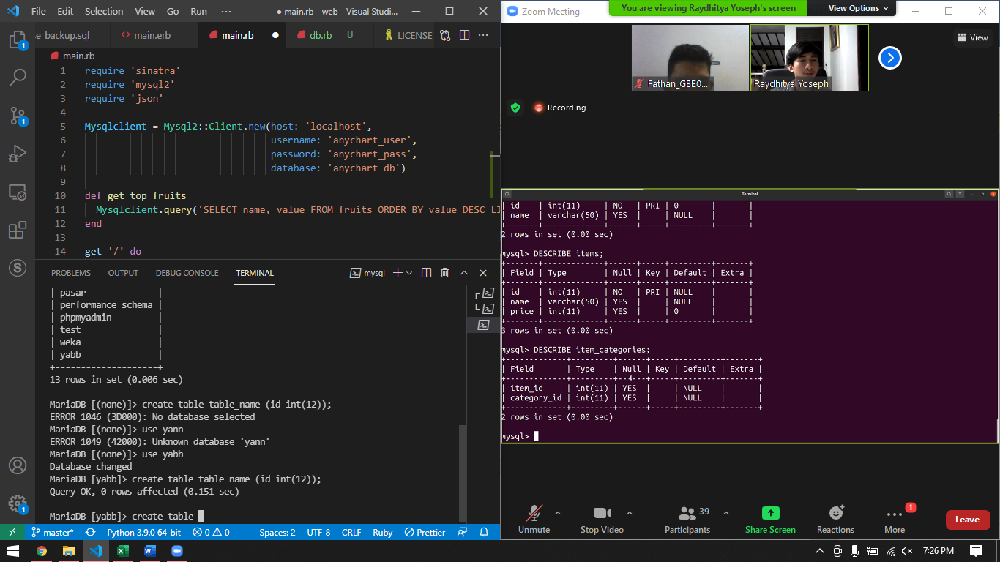 File Edit Selection View Go Run ··· ● main.rb - web - Visual Studi...
se_backup.sql <> main.erb main.rb ● db.rb U LICENSE ···
main.rb
1 require 'sinatra'
2 require 'mysql2'
3 require 'json'
4
5 Mysqlclient = Mysql2::Client.new(host: 'localhost',
6 username: 'anychart_user',
7 password: 'anychart_pass',
8 database: 'anychart_db')
9
10 def get_top_fruits
11 Mysqlclient.query('SELECT name, value FROM fruits ORDER BY value DESC LI
12 end
13
14 get '/' do
PROBLEMS OUTPUT DEBUG CONSOLE TERMINAL mysql
| pasar |
| performance_schema |
| phpmyadmin |
| test |
| weka |
| yabb |
+--------------------+
13 rows in set (0.006 sec)
MariaDB [(none)]> create table table_name (id int(12));
ERROR 1046 (3D000): No database selected
MariaDB [(none)]> use yann
ERROR 1049 (42000): Unknown database 'yann'
MariaDB [(none)]> use yabb
Database changed
MariaDB [yabb]> create table table_name (id int(12));
Query OK, 0 rows affected (0.151 sec)
MariaDB [yabb]> create table
1
1
1
master* Python 3.9.0 64-bit 0 0 Spaces: 2 UTF-8 CRLF Ruby Prettier
Zoom Meeting You are viewing Raydhitya Yoseph's screen View Options
View
Fathan_GBE0... Raydhitya Yoseph
Recording
Terminal
| id | int(11) | NO | PRI | 0 | |
| name | varchar(50) | YES | | NULL | |
+-------+-------------+------+-----+---------+-------+
2 rows in set (0.00 sec)
mysql> DESCRIBE items;
+-------+-------------+------+-----+---------+-------+
| Field | Type | Null | Key | Default | Extra |
+-------+-------------+------+-----+---------+-------+
| id | int(11) | NO | PRI | NULL | |
| name | varchar(50) | YES | | NULL | |
| price | int(11) | YES | | 0 | |
+-------+-------------+------+-----+---------+-------+
3 rows in set (0.00 sec)
mysql> DESCRIBE item_categories;
+-------------+---------+------+-----+---------+-------+
| Field | Type | Null | Key | Default | Extra |
+-------------+---------+------+-----+---------+-------+
| item_id | int(11) | YES | | NULL | |
| category_id | int(11) | YES | | NULL | |
+-------------+---------+------+-----+---------+-------+
2 rows in set (0.00 sec)
mysql>
39 1
Unmute Stop Video Participants Share Screen Reactions More Leave
7:26 PM